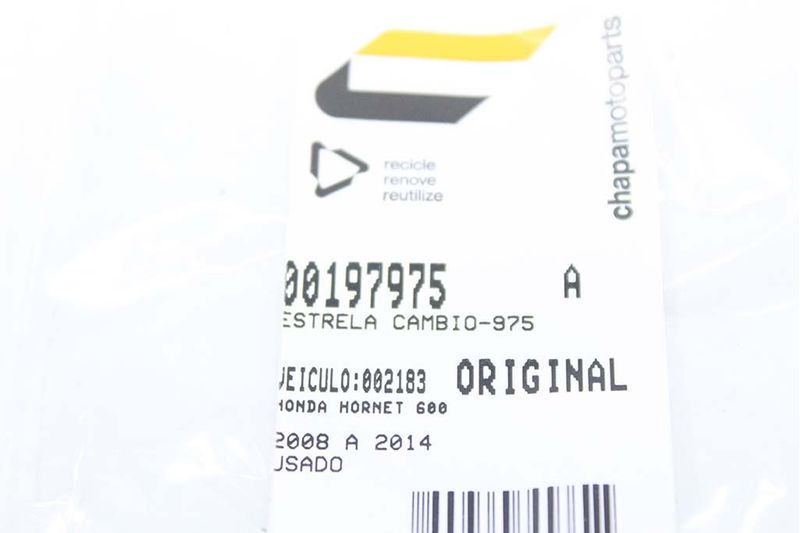 chapamotoparts
recicle
renove
reutilize
00197975 A
ESTRELA CAMBIO-975
VEICULO:002183 ORIGINAL
HONDA HORNET 600
2008 A 2014
USADO